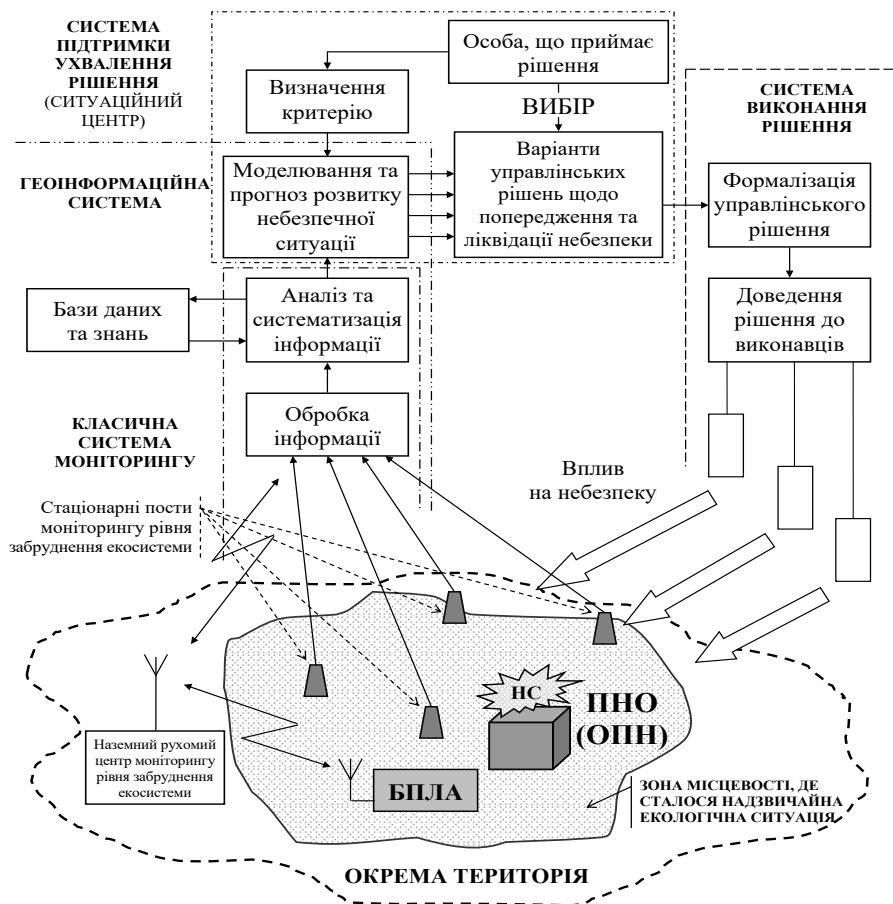 СИСТЕМА
ПІДТРИМКИ
УХВАЛЕННЯ
РІШЕННЯ
(СИТУАЦІЙНИЙ
ЦЕНТР)
Особа, що приймає
рішення
Визначення
критерію
ВИБІР
СИСТЕМА
ВИКОНАННЯ
РІШЕННЯ
ГЕОІНФОРМАЦІЙНА
СИСТЕМА
Моделювання та
прогноз розвитку
небезпечної
ситуації
Варіанти
управлінських
рішень щодо
попередження та
ліквідації небезпеки
Формалізація
управлінського
рішення
Бази даних
та знань
Аналіз та
систематизація
інформації
Доведення
рішення до
виконавців
КЛАСИЧНА
СИСТЕМА
МОНІТОРИНГУ
Обробка
інформації
Вплив
на небезпеку
Стаціонарні пости
моніторингу рівня
забруднення екосистеми
НС
ПНО
(ОПН)
Наземний рухомий
центр моніторингу
рівня забруднення
екосистеми
БПЛА
ЗОНА МІСЦЕВОСТІ, ДЕ
СТАЛОСЯ НАДЗВИЧАЙНА
ЕКОЛОГІЧНА СИТУАЦІЯ
ОКРЕМА ТЕРИТОРІЯ